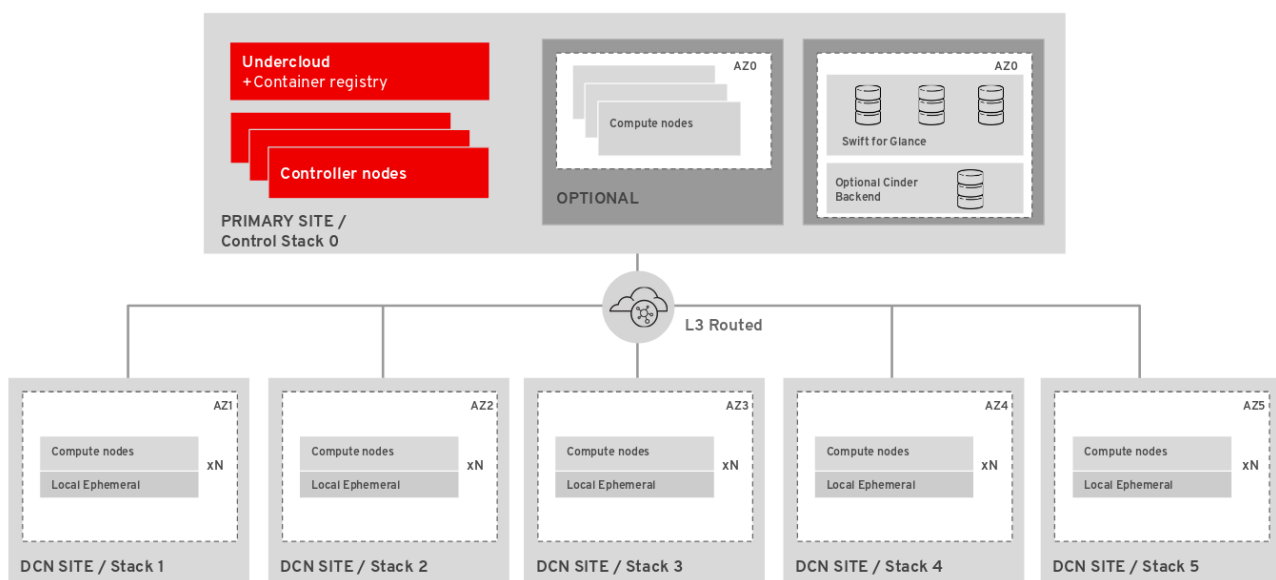 Undercloud
+Container registry
Controller nodes
PRIMARY SITE /
Control Stack 0
AZ0
Compute nodes
OPTIONAL
AZ0
Swift for Glance
Optional Cinder
Backend
L3 Routed
AZ1
Compute nodes
Local Ephemeral
xN
DCN SITE / Stack 1
AZ2
Compute nodes
Local Ephemeral
xN
DCN SITE / Stack 2
AZ3
Compute nodes
Local Ephemeral
xN
DCN SITE / Stack 3
AZ4
Compute nodes
Local Ephemeral
xN
DCN SITE / Stack 4
AZ5
Compute nodes
Local Ephemeral
xN
DCN SITE / Stack 5